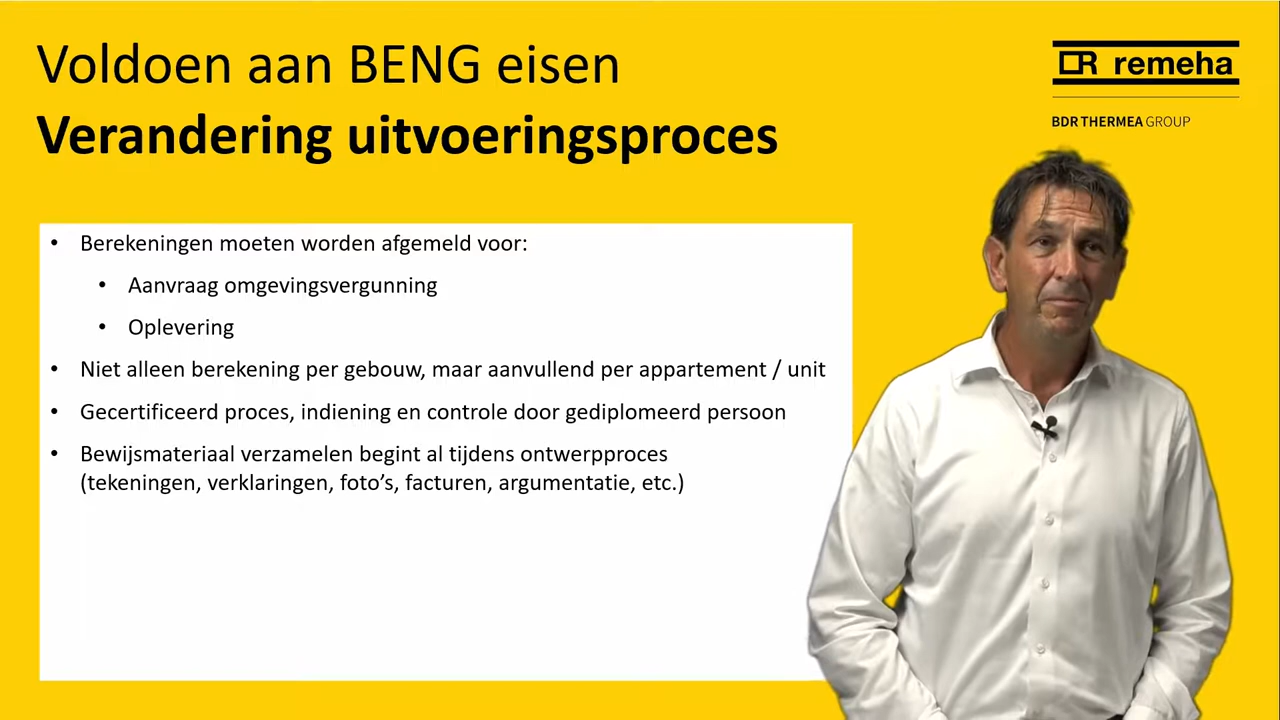 Voldoen aan BENG eisen
Verandering uitvoeringsproces
remeha
BDR THERMEA GROUP
• Berekeningen moeten worden afgemeld voor:
• Aanvraag omgevingsvergunning
• Oplevering
• Niet alleen berekening per gebouw, maar aanvullend per appartement / unit
• Gecertificeerd proces, indiening en controle door gediplomeerd persoon
• Bewijsmateriaal verzamelen begint al tijdens ontwerpproces
(tekeningen, verklaringen, foto’s, facturen, argumentatie, etc.)